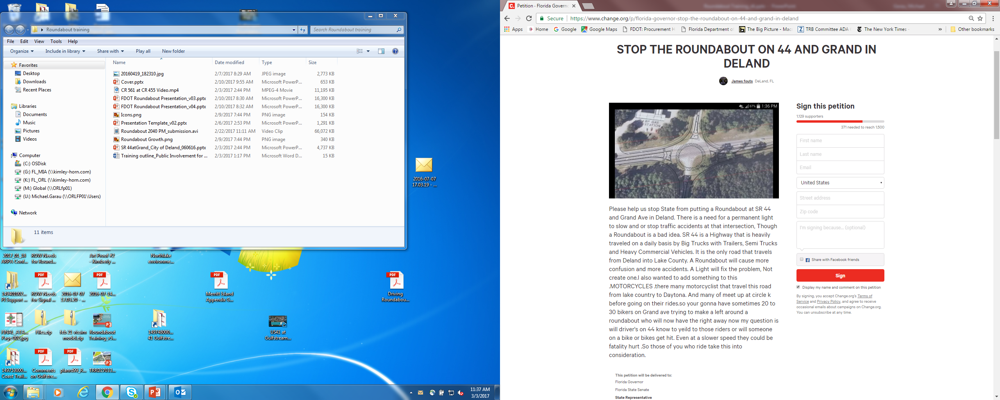 Roundabout training
Search Roundabout training
File Edit View Tools Help
Organize Include in library Share with Play all New folder
Name Date modified Type Size
Favorites
Desktop
Downloads
Recent Places
Libraries
Documents
Music
Pictures
Videos
Computer
(C:) OSDisk
(G:) FL_MIA (\\kimley-horn.com)
(K:) FL_ORL (\\kimley-horn.com)
(M:) Global (\\ORLfp01)
(U:) Michael.Garau (\\ORLFP01\Users)
Network
20160419_182310.jpg 2/7/2017 8:29 AM JPEG image 2,773 KB
Cover.pptx 2/10/2017 9:55 AM Microsoft PowerP... 653 KB
CR 561 at CR 455 Video.mp4 2/3/2017 2:44 PM MPEG-4 Movie 11,195 KB
FDOT Roundabout Presentation_v03.pptx 2/10/2017 8:30 AM Microsoft PowerP... 16,300 KB
FDOT Roundabout Presentation_v04.pptx 2/10/2017 8:32 AM Microsoft PowerP... 16,300 KB
Icons.png 2/9/2017 7:44 PM PNG image 154 KB
Presentation Template_v02.pptx 2/6/2017 2:53 PM Microsoft PowerP... 1,291 KB
Roundabout 2040 PM_submission.avi 2/22/2017 11:11 AM Video Clip 66,072 KB
Roundabout Growth.png 2/9/2017 7:44 PM PNG image 340 KB
SR 44atGrand_City of Deland_060616.pptx 2/3/2017 2:44 PM Microsoft PowerP... 4,737 KB
Training outline_Public Involvement for ... 2/3/2017 1:17 PM Microsoft Word D... 15 KB
11 items
2016-07-07
17.03.19 - ...
2017_01_18
ARPA Conf...
ROW Needs
for Round...
Art Proof #2
- Kimberly ...
Northlake
environme...
149401002...
PI Support ...
PDF
ROW Needs
for Signal ...
2016-07-07
17.03.20 - ...
PDF
2016-07-14...
PDF
Merritt Island
Appendix G...
PDF
Driving
Roundabou...
FINAL_ATA...
Page 002.jpg
Files.zip
feb 21 vissim
model.zip
Roundabout
Training_v5...
149748000...
41 Gulfstre...
US41 at
Gulfstream...
149753000...
Coast Trail...
PDF
Comments
on Gulfstre...
PDF
planrd99_R...
TRRD27033...
11:37 AM
3/3/2017
Petition · Florida Governo
Secure https://www.change.org/p/florida-governor-stop-the-roundabout-on-44-and-grand-in-deland
Apps Home Google Google Maps FDOT: Procurement H Florida Department of The Big Picture - Mac TRB Committee ADA The New York Times - » Other bookmarks
STOP THE ROUNDABOUT ON 44 AND GRAND IN
DELAND
James fouts DeLand, FL
67% 1:36 PM
BP GAS
STATION
Please help us stop State from putting a Roundabout at SR 44
and Grand Ave in Deland. There is a need for a permanent light
to slow and or stop traffic accidents at that intersection, Though
a Roundabout is a bad idea. SR 44 is a Highway that is heavily
traveled on a daily basis by Big Trucks with Trailers, Semi Trucks
and Heavy Commercial Vehicles. It is the only road that travels
from Deland into Lake County. A Roundabout will cause more
confusion and more accidents. A Light will fix the problem, Not
create one.I also wanted to add something to this
.MOTORCYCLES .there many motorcyclist that travel this road
from lake country to Daytona. And many of meet up at circle k
before going on their rides.so your gonna have sometimes 20 to
30 bikers on Grand ave trying to make a left around a
roundabout who will now have the right away now my question is
will driver's on 44 know to yeild to those riders or will someone
on a bike or bikes get hit. Even at a slower speed they could be
fatality hurt .So those of you who ride take this into
consideration.
This petition will be delivered to:
Florida Governor
Florida State Senate
State Representative
Sign this petition
1,129 supporters
371 needed to reach 1,500
First name
Last name
Email
United States
Street address
Zip code
I'm signing because... (optional)
Share with Facebook friends
Sign
Display my name and comment on this petition
By signing, you accept Change.org's Terms of
Service and Privacy Policy, and agree to receive
occasional emails about campaigns on Change.org.
You can unsubscribe at any time.